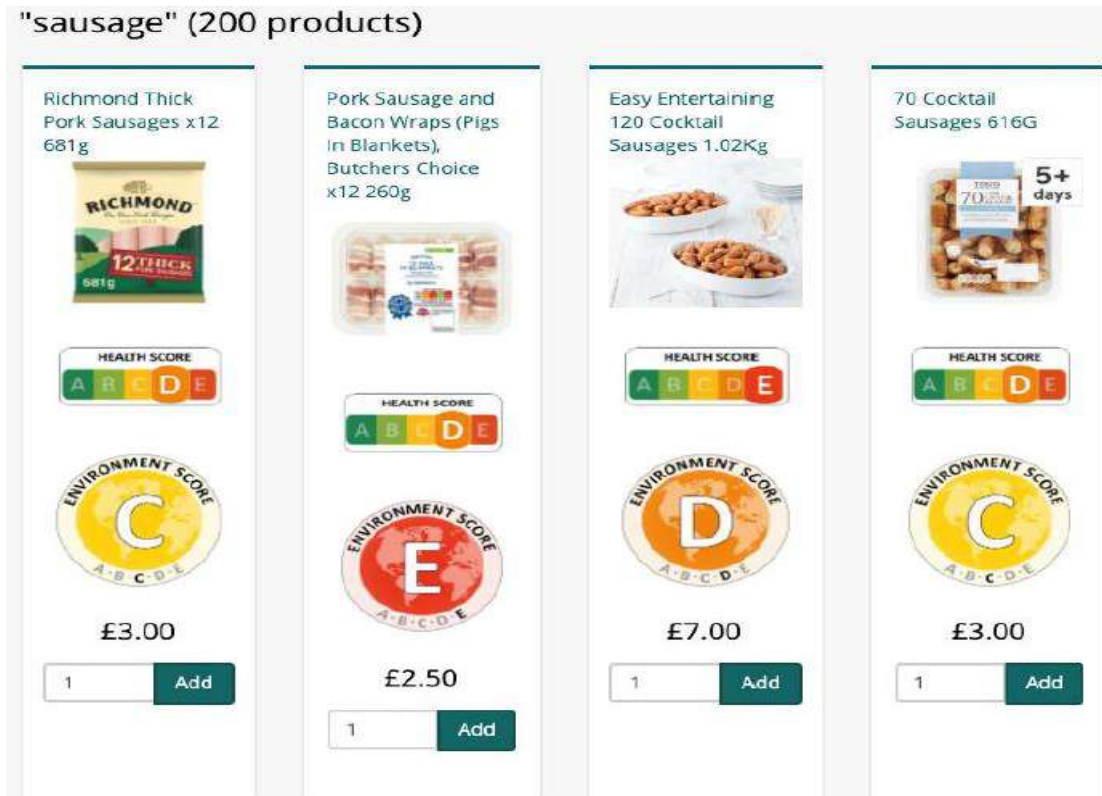 "sausage" (200 products)
Richmond Thick
Pork Sausages x12
681g
RICHMOND
12 THICK
PORK SAUSAGES
681g
HEALTH SCORE
A B C D E
ENVIRONMENT SCORE
C
A·B·C·D·E
£3.00
1
Add
Pork Sausage and
Bacon Wraps (Pigs
In Blankets),
Butchers Choice
x12 260g
HEALTH SCORE
A B C D E
ENVIRONMENT SCORE
E
A·B·C·D·E
£2.50
1
Add
Easy Entertaining
120 Cocktail
Sausages 1.02Kg
HEALTH SCORE
A B C D E
ENVIRONMENT SCORE
D
A·B·C·D·E
£7.00
1
Add
70 Cocktail
Sausages 616G
TESCO
70
5+
days
HEALTH SCORE
A B C D E
ENVIRONMENT SCORE
C
A·B·C·D·E
£3.00
1
Add